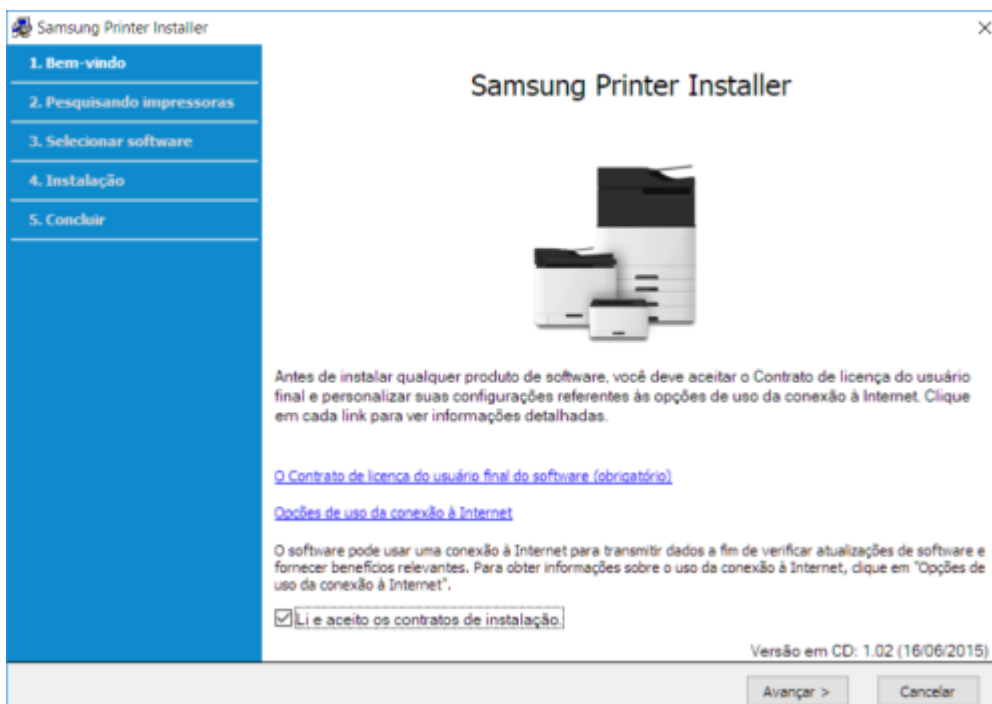 Samsung Printer Installer
1. Bem-vindo
2. Pesquisando impressoras
3. Selecionar software
4. Instalação
5. Concluir
Samsung Printer Installer
Antes de instalar qualquer produto de software, você deve aceitar o Contrato de licença do usuário
final e personalizar suas configurações referentes às opções de uso da conexão à Internet. Clique
em cada link para ver informações detalhadas.
O Contrato de licença do usuário final do software (obrigatório)
Opções de uso da conexão à Internet
O software pode usar uma conexão à Internet para transmitir dados a fim de verificar atualizações de software e
fornecer benefícios relevantes. Para obter informações sobre o uso da conexão à Internet, clique em "Opções de
uso da conexão à Internet".
Li e aceito os contratos de instalação.
Versão em CD: 1.02 (16/06/2015)
Avançar >
Cancelar